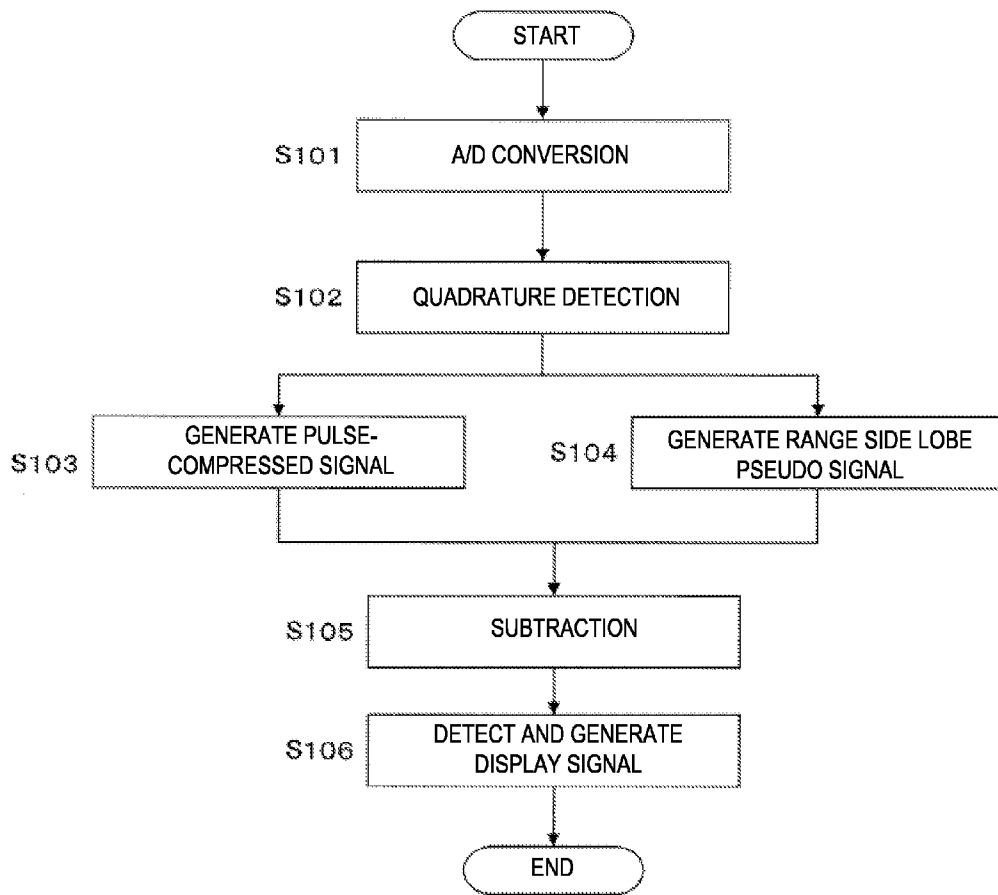 START
S101
A/D CONVERSION
S102
QUADRATURE DETECTION
S103
GENERATE PULSE-
COMPRESSED SIGNAL
S104
GENERATE RANGE SIDE LOBE
PSEUDO SIGNAL
S105
SUBTRACTION
S106
DETECT AND GENERATE
DISPLAY SIGNAL
END